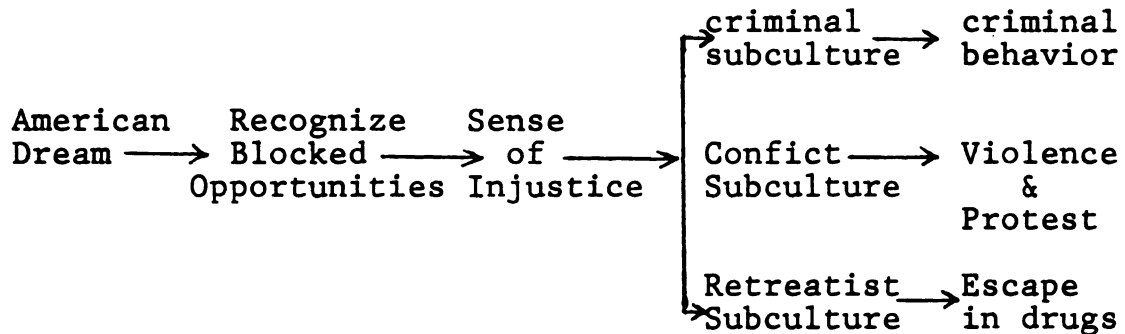 American
Dream
Recognize
Blocked
Opportunities
Sense
of
Injustice
criminal
subculture
criminal
behavior
Confict
Subculture
Violence
&
Protest
Retreatist
Subculture
Escape
in drugs